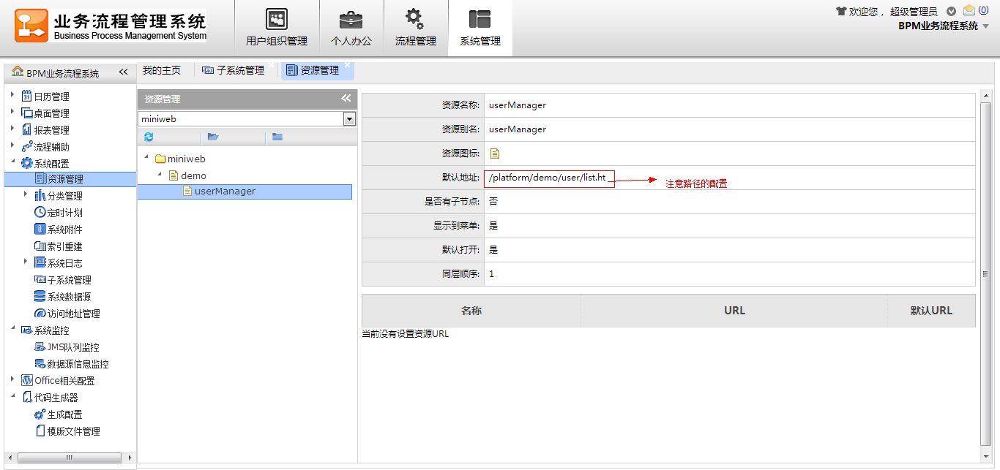 业务流程管理系统
Business Process Management System
用户组织管理
个人办公
流程管理
系统管理
欢迎您， 超级管理员 (0)
BPM业务流程系统
BPM业务流程系统
日历管理
桌面管理
报表管理
流程辅助
系统配置
资源管理
分类管理
定时计划
系统附件
索引重建
系统日志
子系统管理
系统数据源
访问地址管理
系统监控
JMS队列监控
数据源信息监控
Office相关配置
代码生成器
生成配置
模版文件管理
我的主页
子系统管理
资源管理
资源管理
miniweb
miniweb
demo
userManager
资源名称: userManager
资源别名: userManager
资源图标:
默认地址: /platform/demo/user/list.ht
注意路径的配置
是否有子节点: 否
显示到菜单: 是
默认打开: 是
同层顺序: 1
名称 URL 默认URL
当前没有设置资源URL